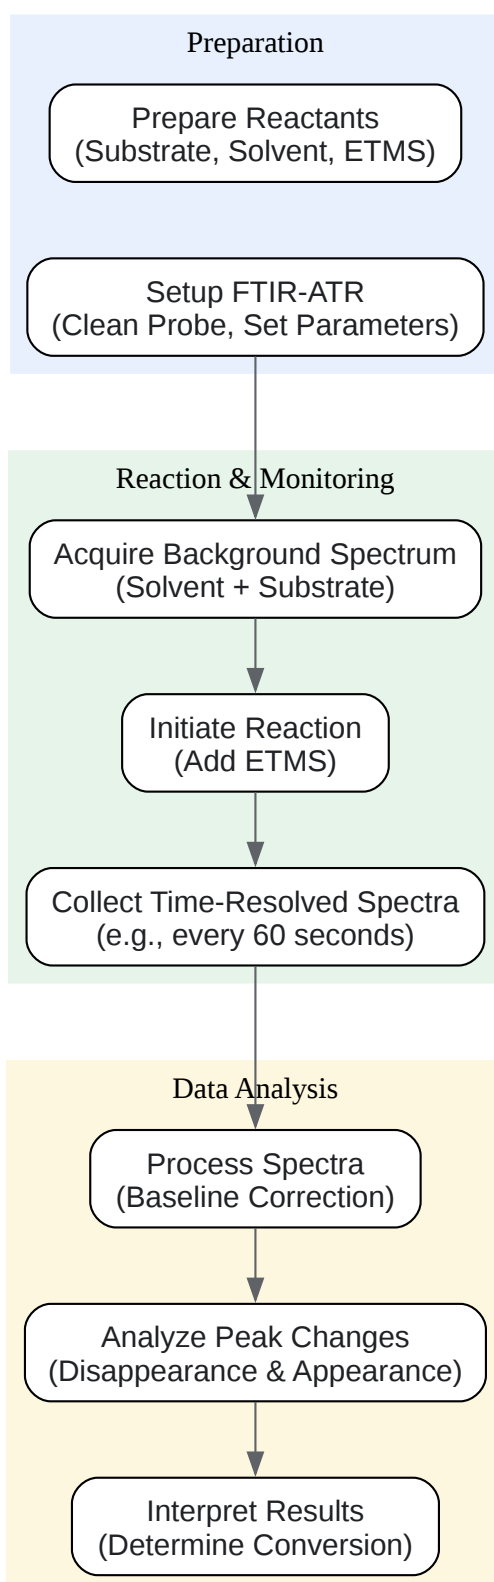 Preparation
Prepare Reactants
(Substrate, Solvent, ETMS)
Setup FTIR-ATR
(Clean Probe, Set Parameters)
Reaction & Monitoring
Acquire Background Spectrum
(Solvent + Substrate)
Initiate Reaction
(Add ETMS)
Collect Time-Resolved Spectra
(e.g., every 60 seconds)
Data Analysis
Process Spectra
(Baseline Correction)
Analyze Peak Changes
(Disappearance & Appearance)
Interpret Results
(Determine Conversion)